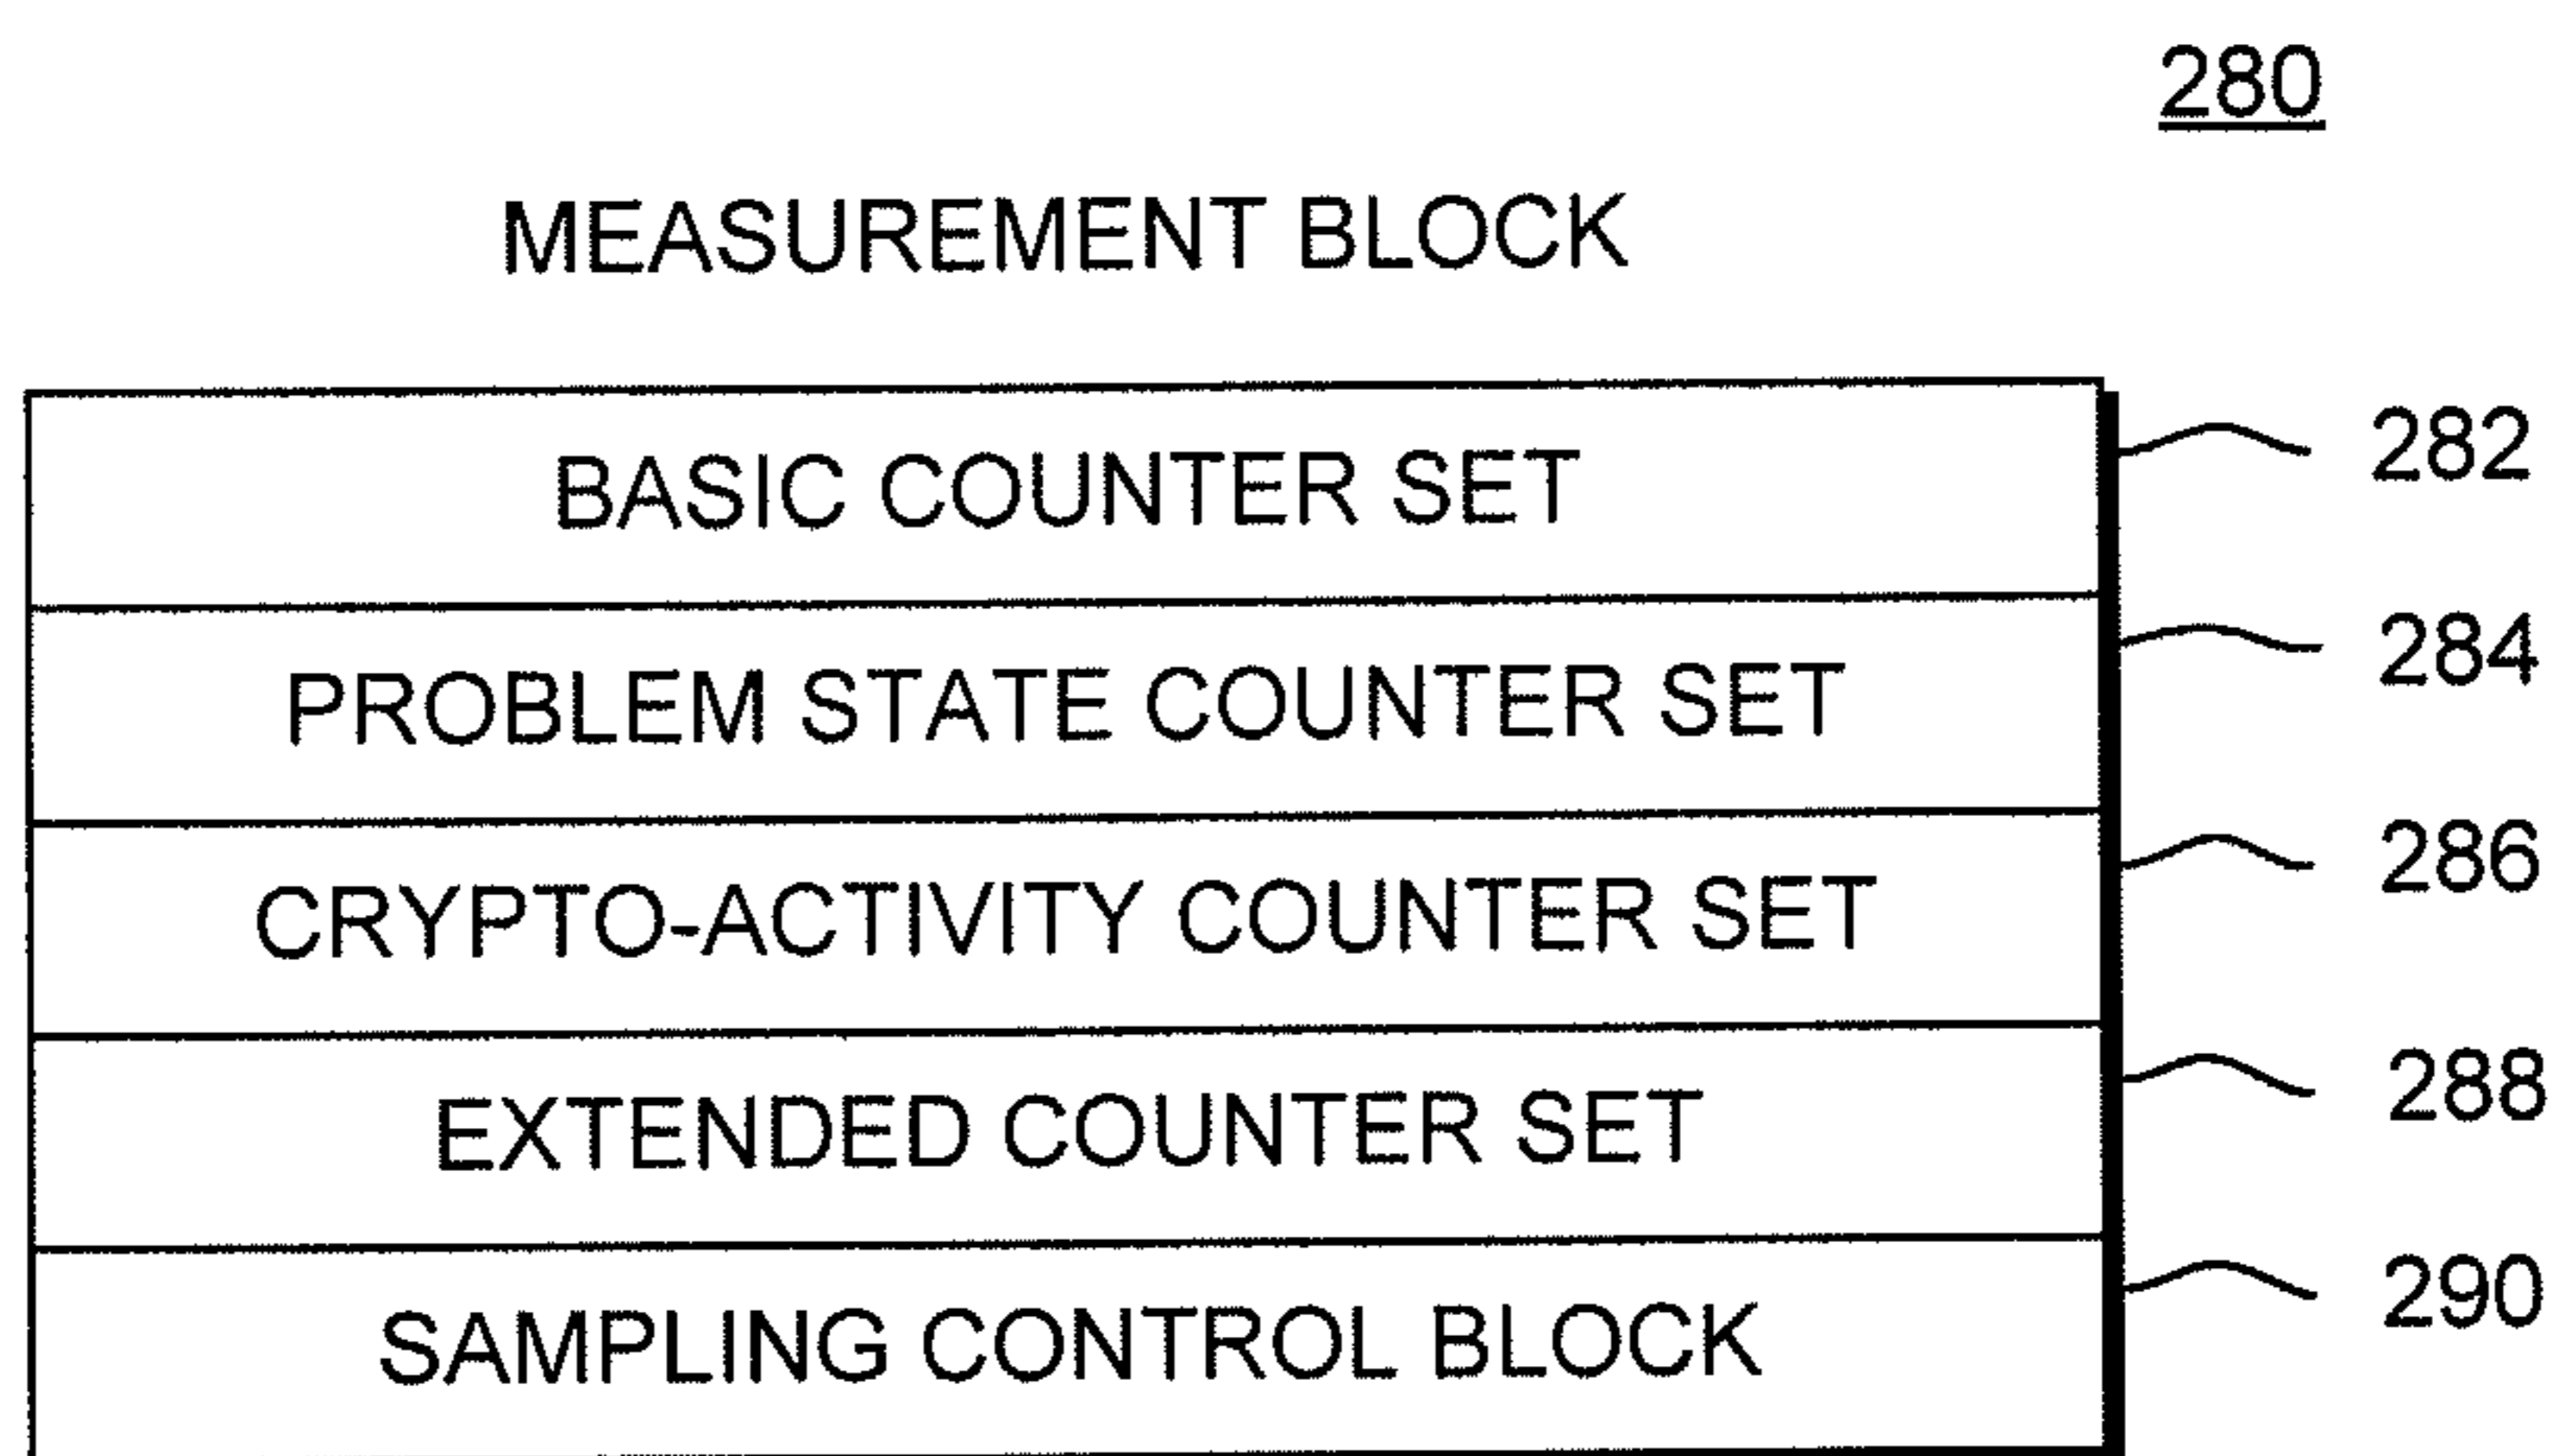 280
MEASUREMENT BLOCK
BASIC COUNTER SET 282
PROBLEM STATE COUNTER SET 284
CRYPTO-ACTIVITY COUNTER SET 286
EXTENDED COUNTER SET 288
SAMPLING CONTROL BLOCK 290